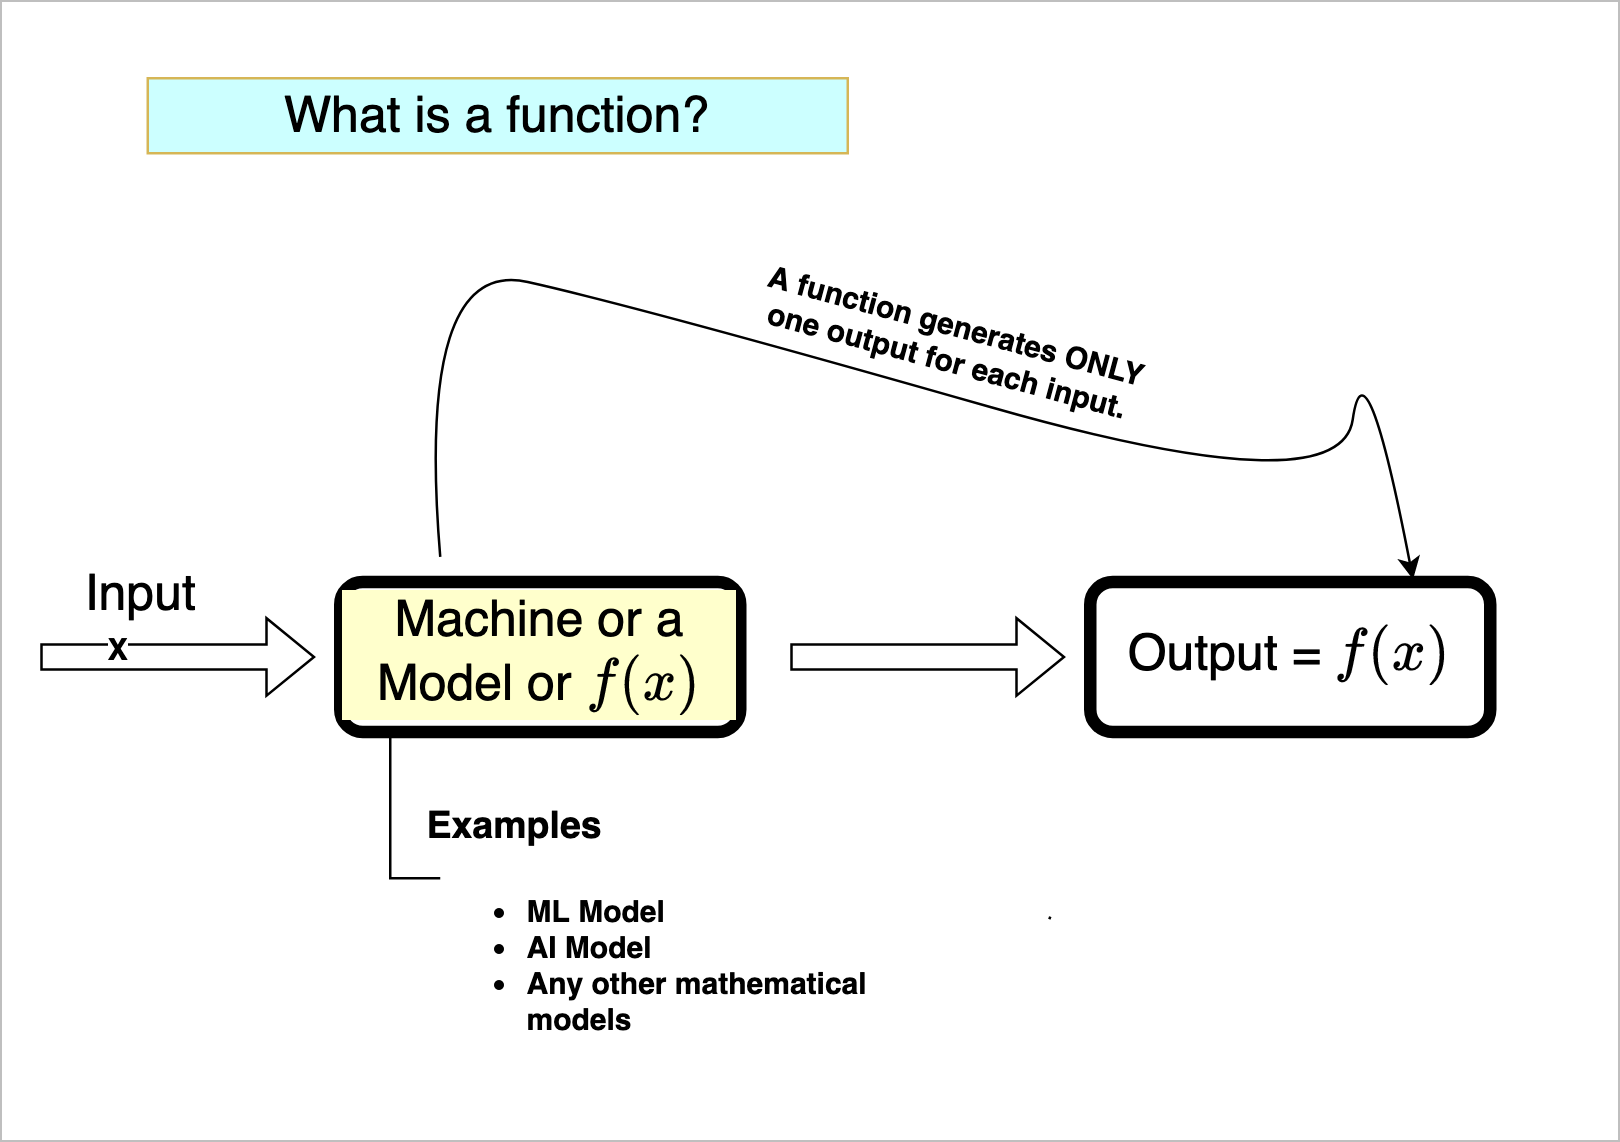 What is a function?
A function generates ONLY
one output for each input.
Input
x
Machine or a
Model or f(x)
Output = f(x)
Examples
• ML Model
• AI Model
• Any other mathematical
models